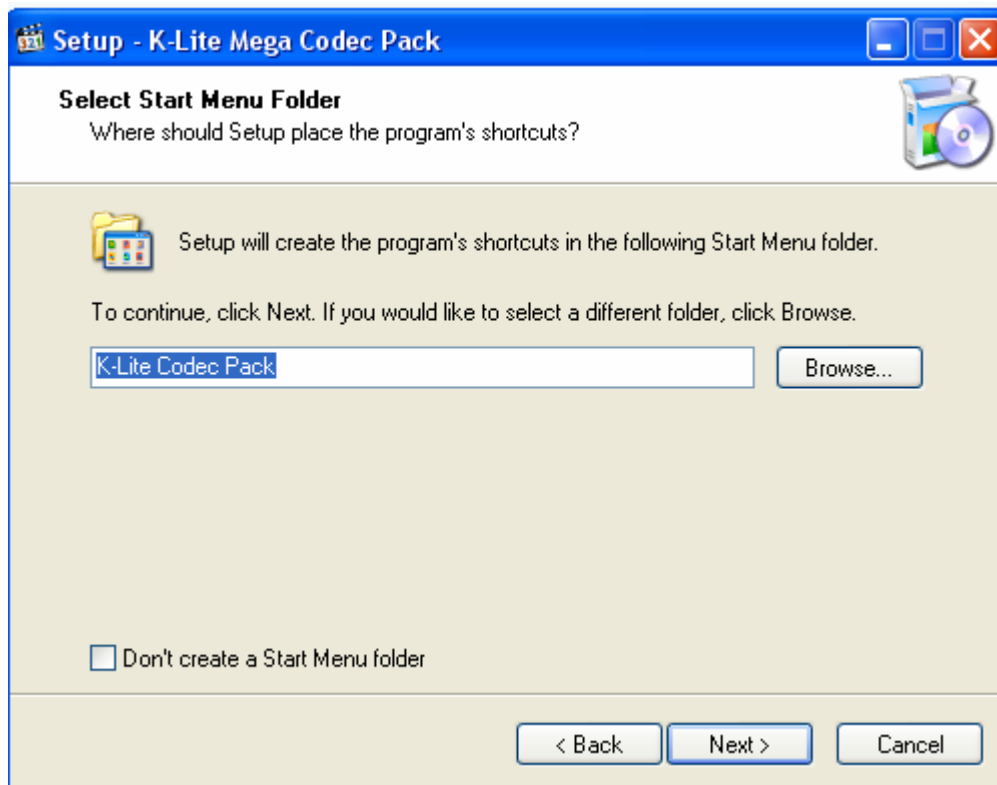 Setup - K-Lite Mega Codec Pack
Select Start Menu Folder
Where should Setup place the program's shortcuts?
Setup will create the program's shortcuts in the following Start Menu folder.
To continue, click Next. If you would like to select a different folder, click Browse.
K-Lite Codec Pack
Browse...
Don't create a Start Menu folder
< Back
Next >
Cancel